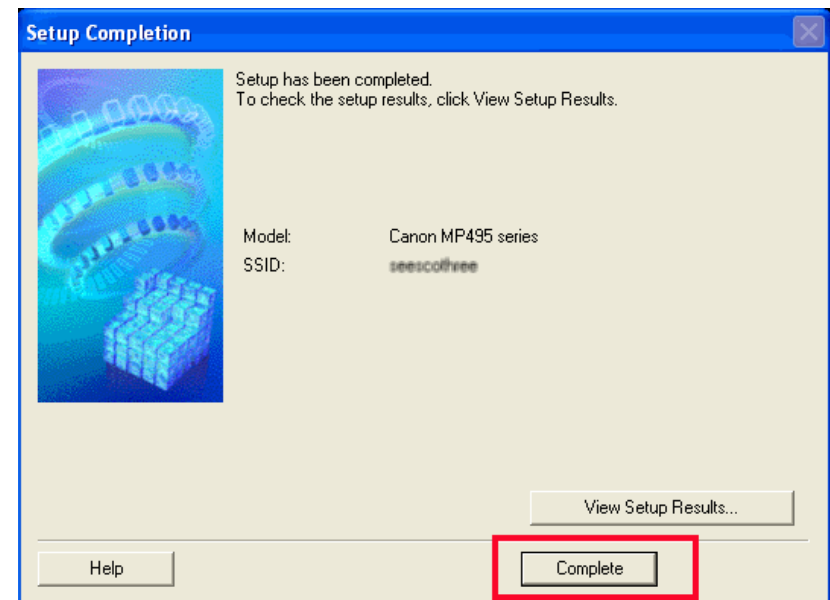 Setup Completion
Setup has been completed.
To check the setup results, click View Setup Results.
Model: Canon MP495 series
SSID:
View Setup Results...
Help
Complete